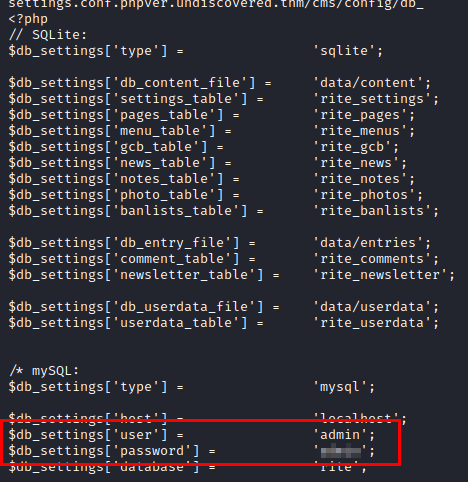 settings.conf.phpver.undiscovered.thm/cms/config/db_
<?php
// SQLite:
$db_settings['type'] = 'sqlite';
$db_settings['db_content_file'] = 'data/content';
$db_settings['settings_table'] = 'rite_settings';
$db_settings['pages_table'] = 'rite_pages';
$db_settings['menu_table'] = 'rite_menus';
$db_settings['gcb_table'] = 'rite_gcb';
$db_settings['news_table'] = 'rite_news';
$db_settings['notes_table'] = 'rite_notes';
$db_settings['photo_table'] = 'rite_photos';
$db_settings['banlists_table'] = 'rite_banlists';
$db_settings['db_entry_file'] = 'data/entries';
$db_settings['comment_table'] = 'rite_comments';
$db_settings['newsletter_table'] = 'rite_newsletter';
$db_settings['db_userdata_file'] = 'data/userdata';
$db_settings['userdata_table'] = 'rite_userdata';
/* mySQL:
$db_settings['type'] = 'mysql';
$db_settings['host'] = 'localhost';
$db_settings['user'] = 'admin';
$db_settings['password'] = '';
$db_settings['database'] = 'rite';